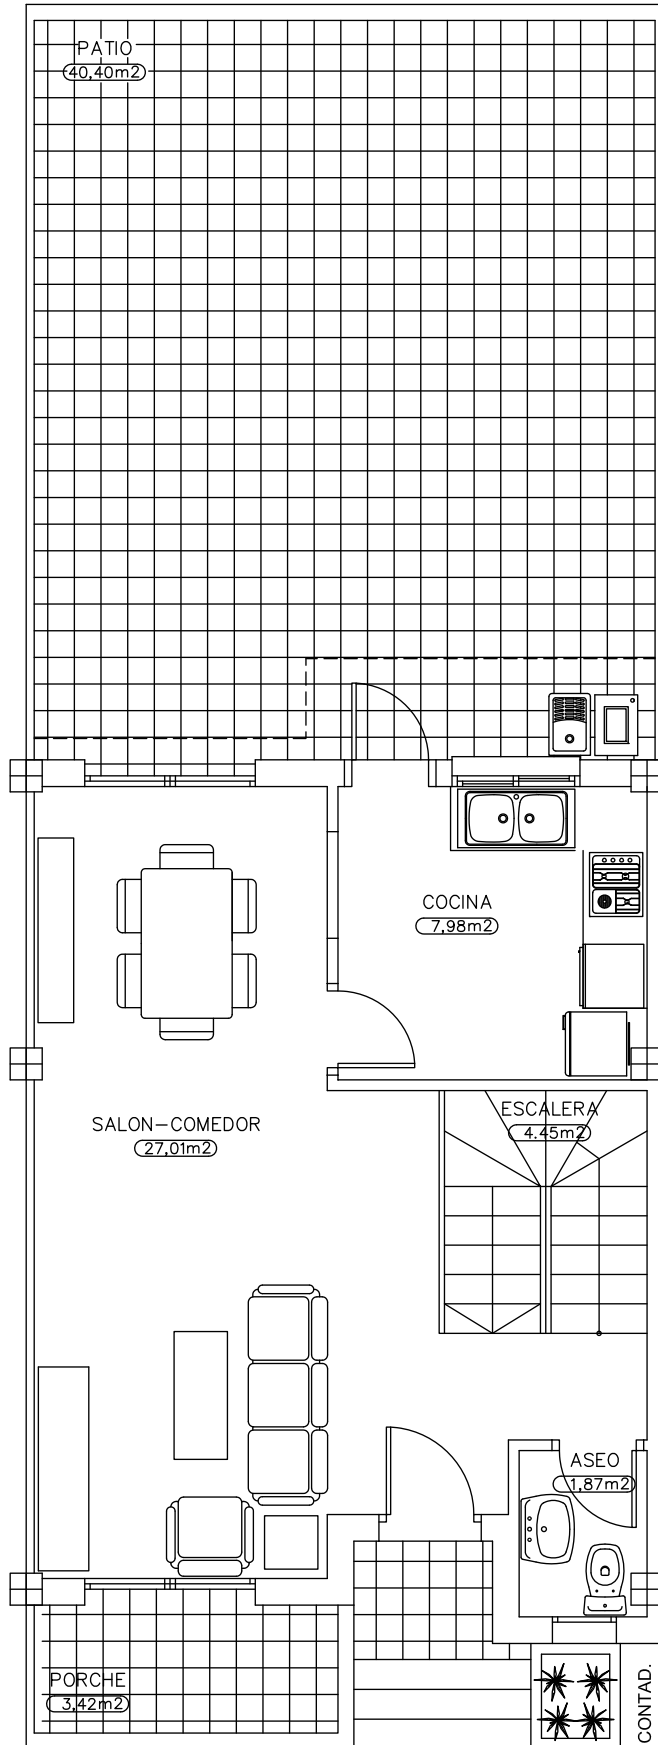 PATIO
40,40m2
COCINA
7,98m2
SALON-COMEDOR
27,01m2
ESCALERA
4.45m2
ASEO
1,87m2
PORCHE
3,42m2
CONTAD.